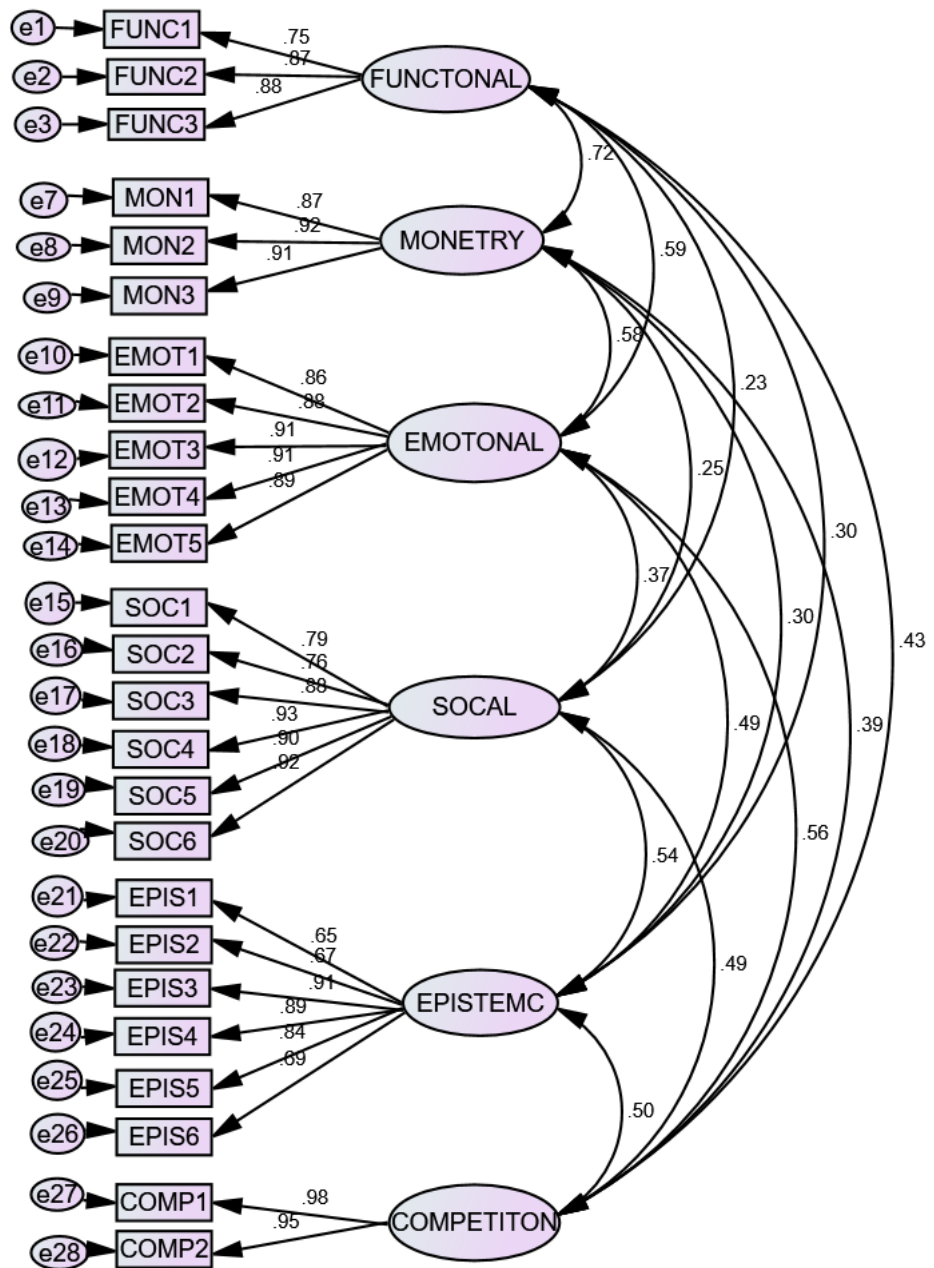 e1 FUNC1
.75
e2 FUNC2
.87
FUNCTONAL
e3 FUNC3
.88
.72
e7 MON1
.87
e8 MON2
.92
MONETRY
e9 MON3
.91
.59
.58
e10 EMOT1
.86
e11 EMOT2
.88
.23
e12 EMOT3
.91
EMOTONAL
e13 EMOT4
.91
e14 EMOT5
.89
.25
.30
.37
e15 SOC1
.79
.30
e16 SOC2
.76
.43
e17 SOC3
.88
SOCAL
e18 SOC4
.93
.49
.39
e19 SOC5
.90
e20 SOC6
.92
.56
.54
e21 EPIS1
.65
e22 EPIS2
.67
.49
e23 EPIS3
.91
EPISTEMC
e24 EPIS4
.89
e25 EPIS5
.84
e26 EPIS6
.69
.50
e27 COMP1
.98
COMPETITON
e28 COMP2
.95